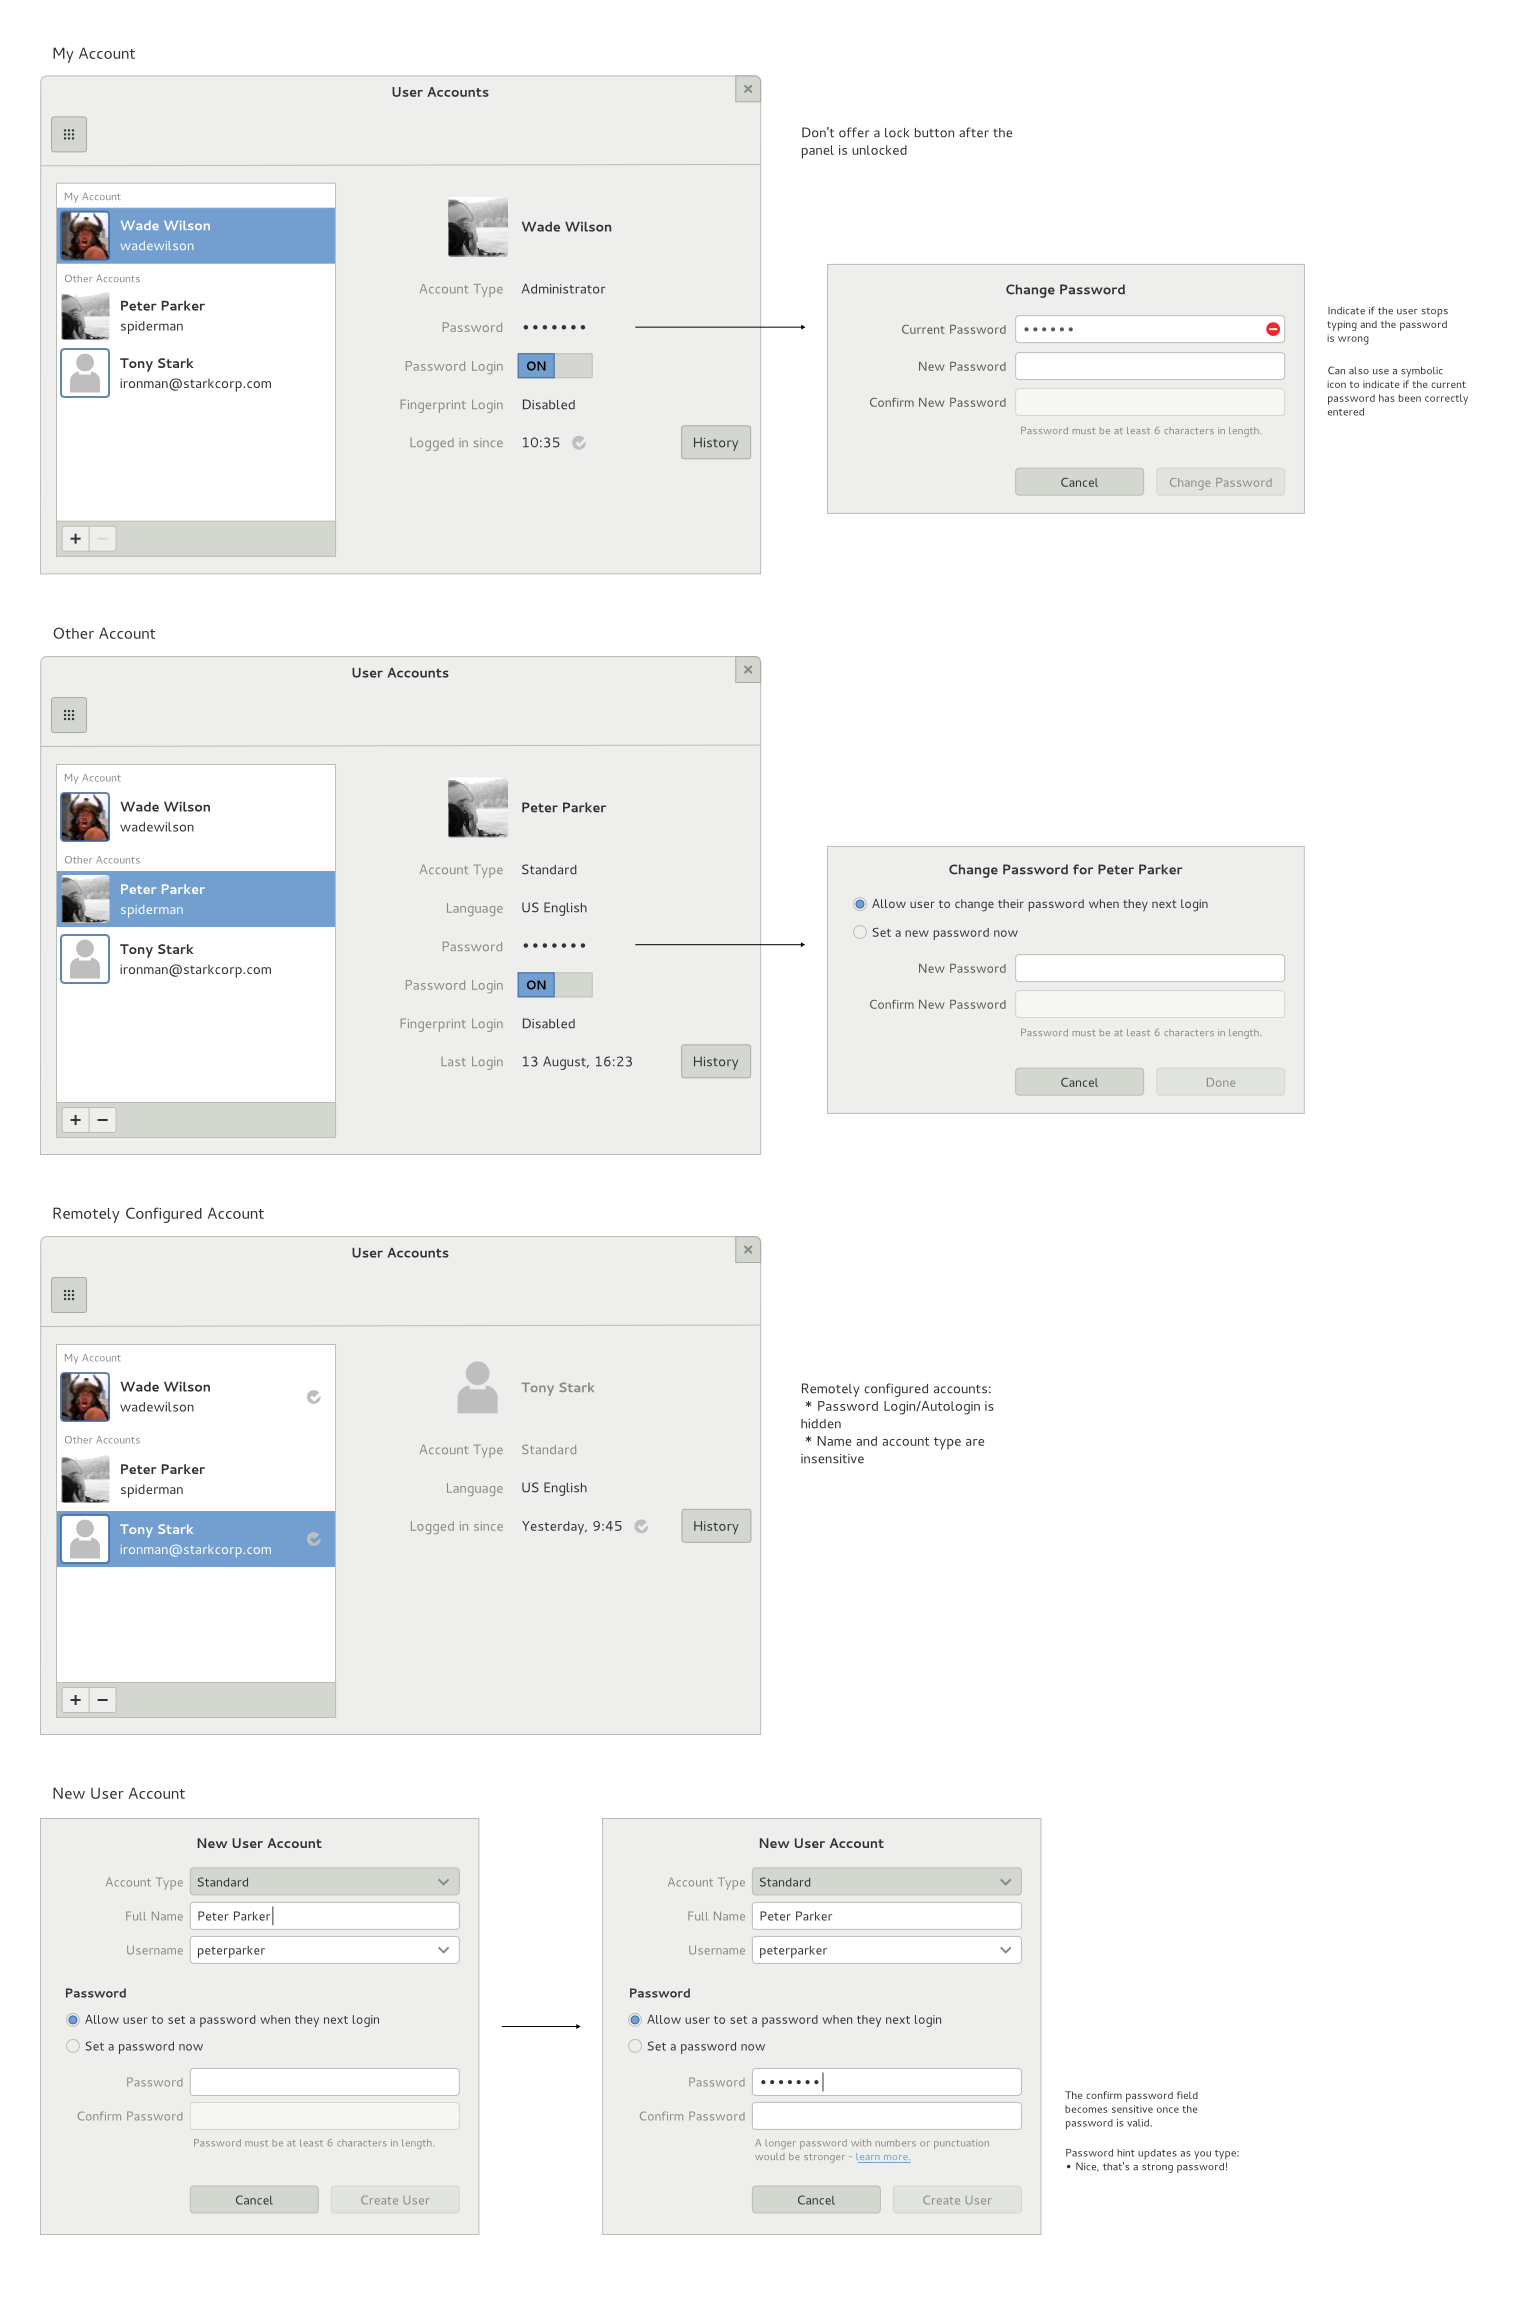 My Account
User Accounts
Don't offer a lock button after the
panel is unlocked
My Account
Wade Wilson
wadewilson
Other Accounts
Peter Parker
spiderman
Tony Stark
ironman@starkcorp.com
Wade Wilson
Account Type Administrator
Password •••••••
Password Login ON
Fingerprint Login Disabled
Logged in since 10:35 History
Change Password
Current Password ••••••
New Password
Confirm New Password
Password must be at least 6 characters in length.
Cancel Change Password
Indicate if the user stops
typing and the password
is wrong
Can also use a symbolic
icon to indicate if the current
password has been correctly
entered
Other Account
User Accounts
My Account
Wade Wilson
wadewilson
Other Accounts
Peter Parker
spiderman
Tony Stark
ironman@starkcorp.com
Peter Parker
Account Type Standard
Language US English
Password •••••••
Password Login ON
Fingerprint Login Disabled
Last Login 13 August, 16:23 History
Change Password for Peter Parker
Allow user to change their password when they next login
Set a new password now
New Password
Confirm New Password
Password must be at least 6 characters in length.
Cancel Done
Remotely Configured Account
User Accounts
My Account
Wade Wilson
wadewilson
Other Accounts
Peter Parker
spiderman
Tony Stark
ironman@starkcorp.com
Tony Stark
Account Type Standard
Language US English
Logged in since Yesterday, 9:45 History
Remotely configured accounts:
* Password Login/Autologin is
hidden
* Name and account type are
insensitive
New User Account
New User Account
Account Type Standard
Full Name Peter Parker
Username peterparker
Password
Allow user to set a password when they next login
Set a password now
Password
Confirm Password
Password must be at least 6 characters in length.
Cancel Create User
New User Account
Account Type Standard
Full Name Peter Parker
Username peterparker
Password
Allow user to set a password when they next login
Set a password now
Password •••••••
Confirm Password
A longer password with numbers or punctuation
would be stronger - learn more.
Cancel Create User
The confirm password field
becomes sensitive once the
password is valid.
Password hint updates as you type:
• Nice, that's a strong password!